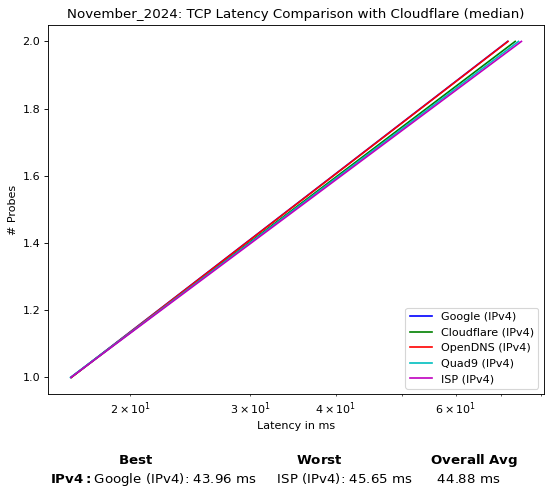 November_2024: TCP Latency Comparison with Cloudflare (median)
2.0
1.8
1.6
1.4
1.2
1.0
# Probes
Google (IPv4)
Cloudflare (IPv4)
OpenDNS (IPv4)
Quad9 (IPv4)
ISP (IPv4)
2 × 10¹ 3 × 10¹ 4 × 10¹ 6 × 10¹
Latency in ms
Best Worst Overall Avg
IPv4: Google (IPv4): 43.96 ms ISP (IPv4): 45.65 ms 44.88 ms